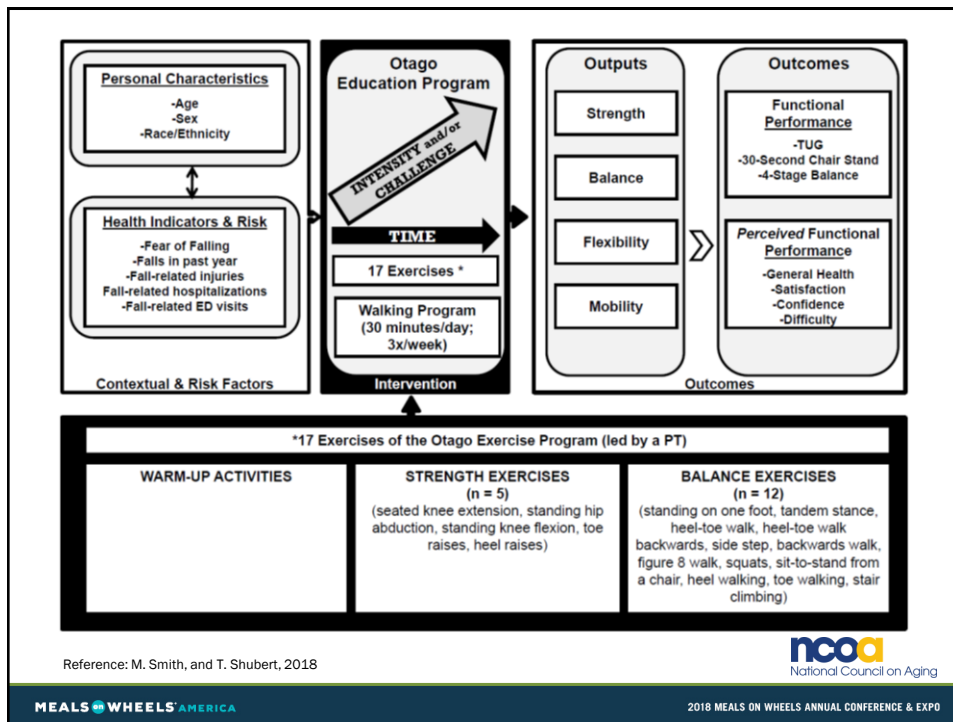 Personal Characteristics
-Age
-Sex
-Race/Ethnicity
Health Indicators & Risk
-Fear of Falling
-Falls in past year
-Fall-related injuries
Fall-related hospitalizations
-Fall-related ED visits
Contextual & Risk Factors
Otago
Education Program
INTENSITY and/or
CHALLENGE
TIME
17 Exercises *
Walking Program
(30 minutes/day;
3x/week)
Intervention
Outputs
Strength
Balance
Flexibility
Mobility
Outcomes
Functional
Performance
-TUG
-30-Second Chair Stand
-4-Stage Balance
Perceived Functional
Performance
-General Health
-Satisfaction
-Confidence
-Difficulty
Outcomes
*17 Exercises of the Otago Exercise Program (led by a PT)
WARM-UP ACTIVITIES
STRENGTH EXERCISES
(n = 5)
(seated knee extension, standing hip
abduction, standing knee flexion, toe
raises, heel raises)
BALANCE EXERCISES
(n = 12)
(standing on one foot, tandem stance,
heel-toe walk, heel-toe walk
backwards, side step, backwards walk,
figure 8 walk, squats, sit-to-stand from
a chair, heel walking, toe walking, stair
climbing)
Reference: M. Smith, and T. Shubert, 2018
ncoa
National Council on Aging
MEALS on WHEELS AMERICA
2018 MEALS ON WHEELS ANNUAL CONFERENCE & EXPO